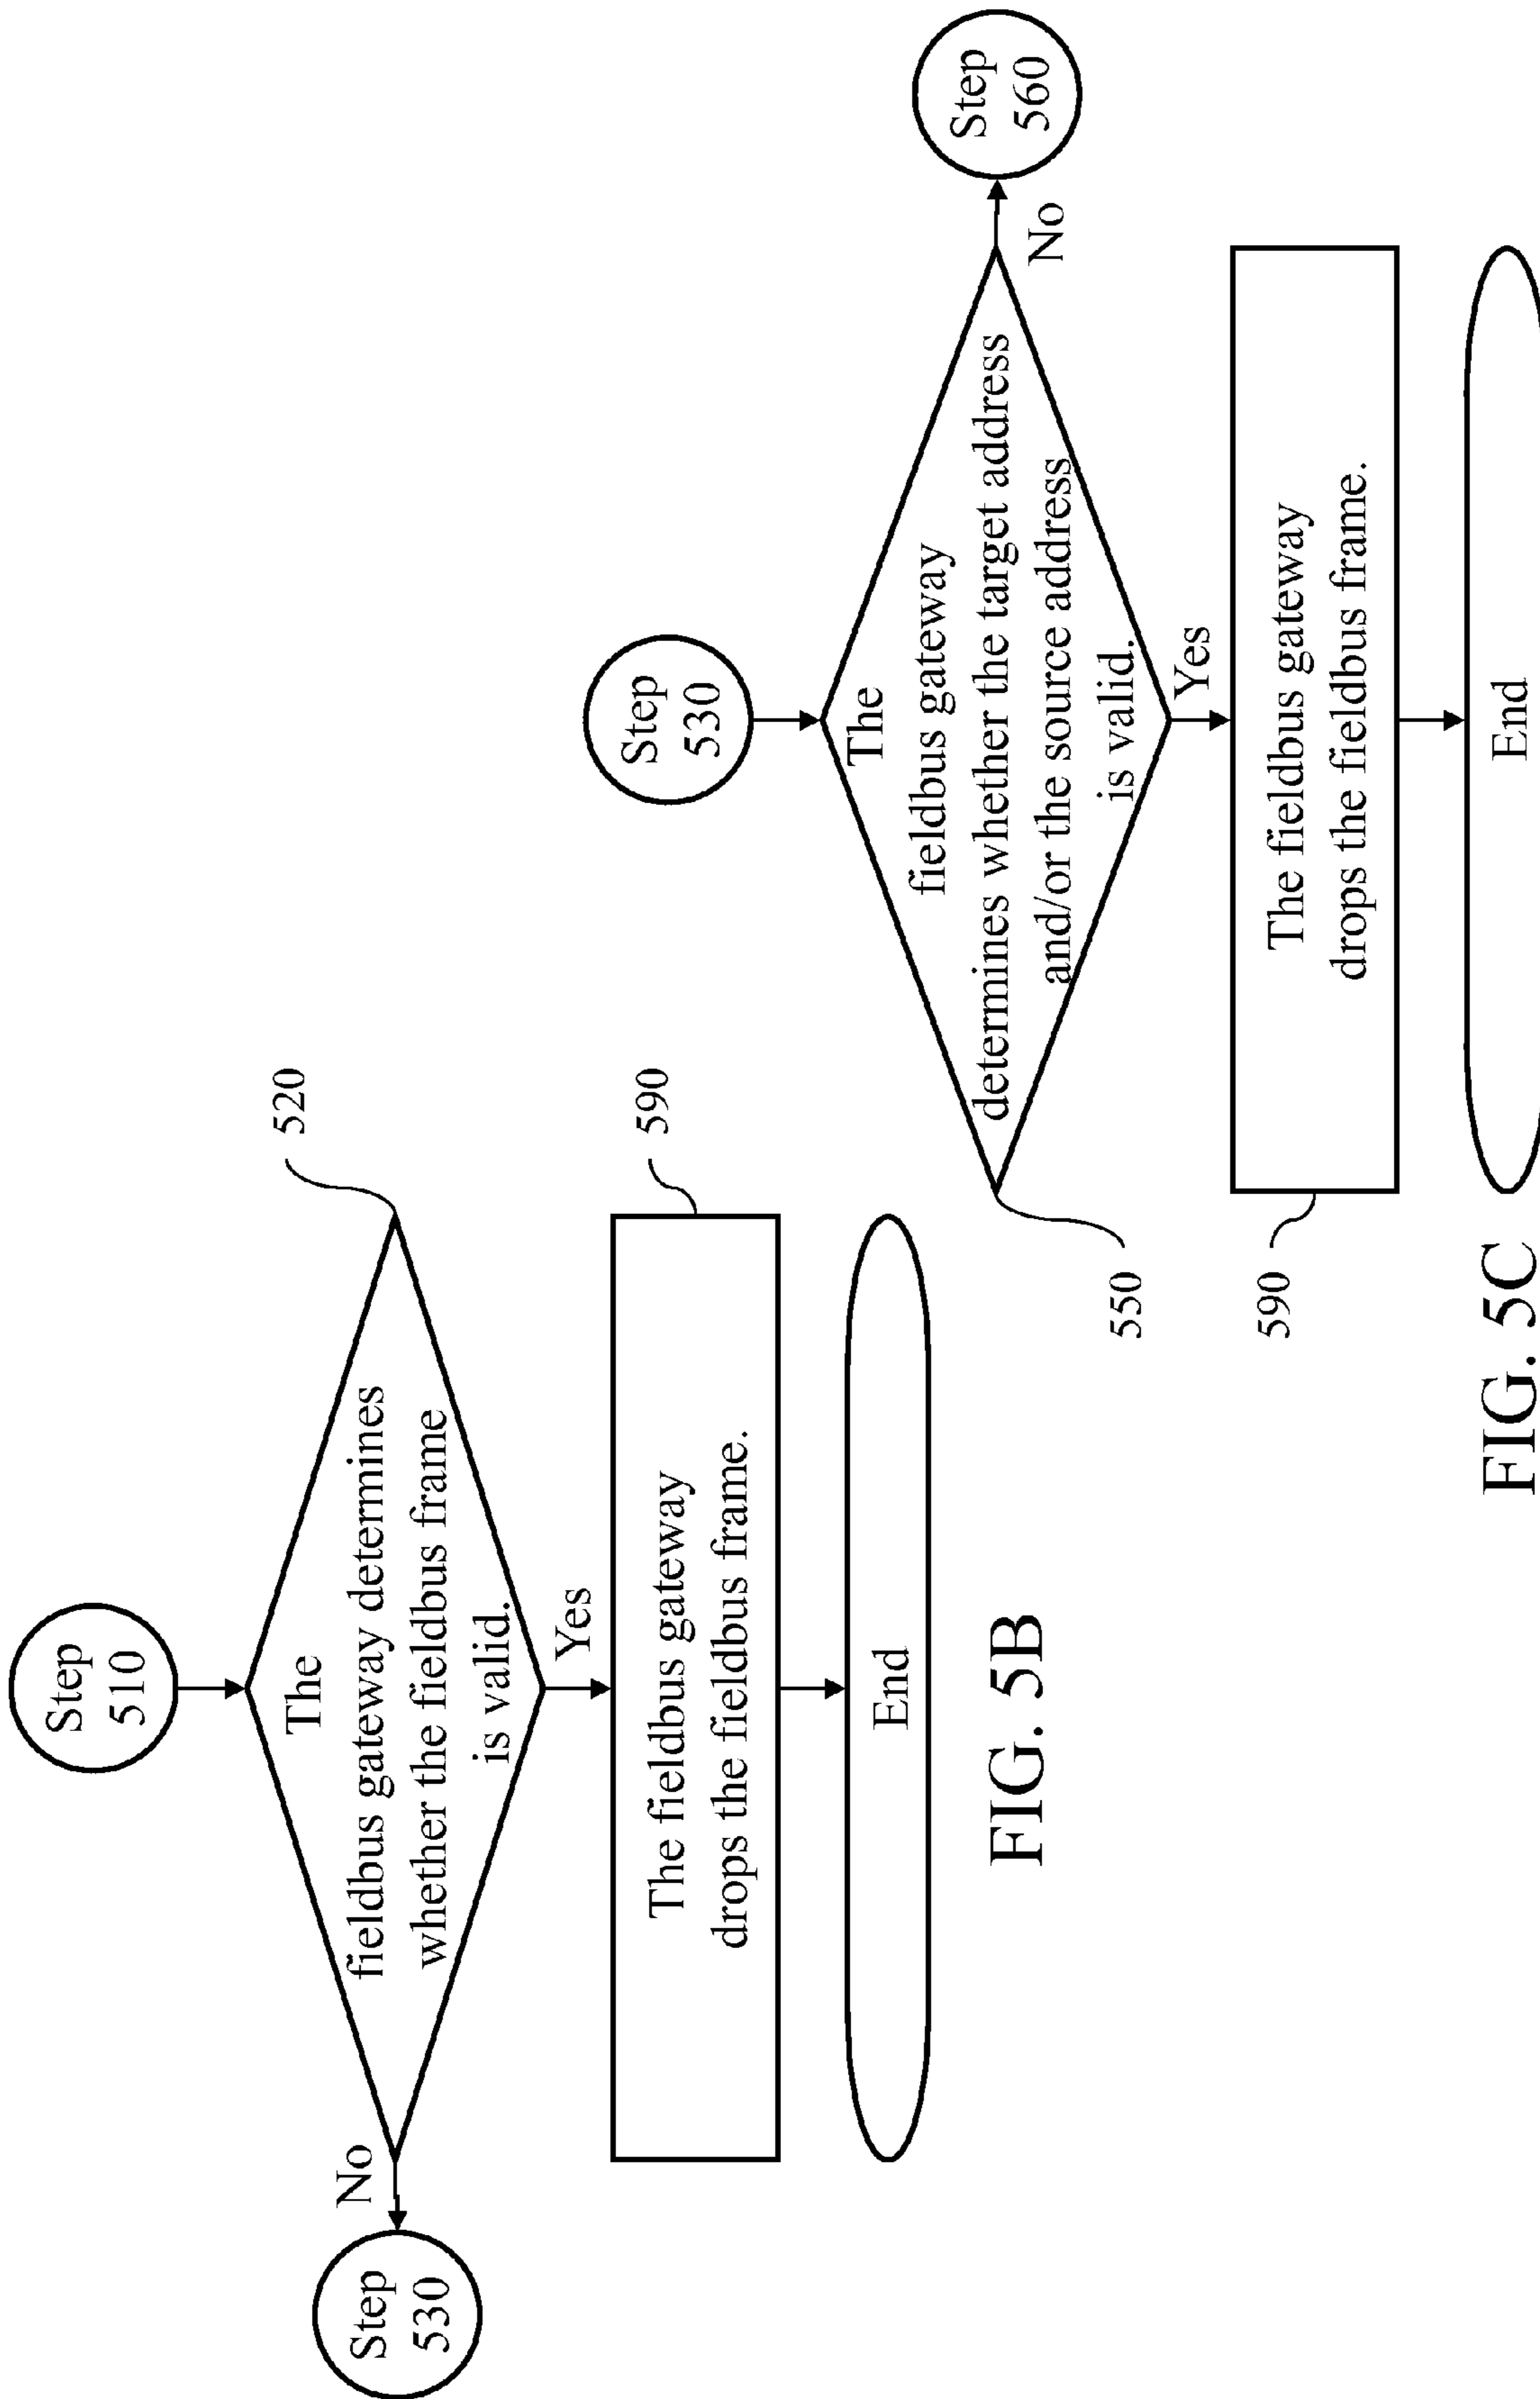 Step
510
The
fieldbus gateway determines
whether the fieldbus frame
is valid.
520
No
Step
530
Yes
The fieldbus gateway
drops the fieldbus frame.
590
End
FIG. 5B
Step
530
The
fieldbus gateway
determines whether the target address
and/or the source address
is valid.
550
No
Step
560
Yes
The fieldbus gateway
drops the fieldbus frame.
590
End
FIG. 5C